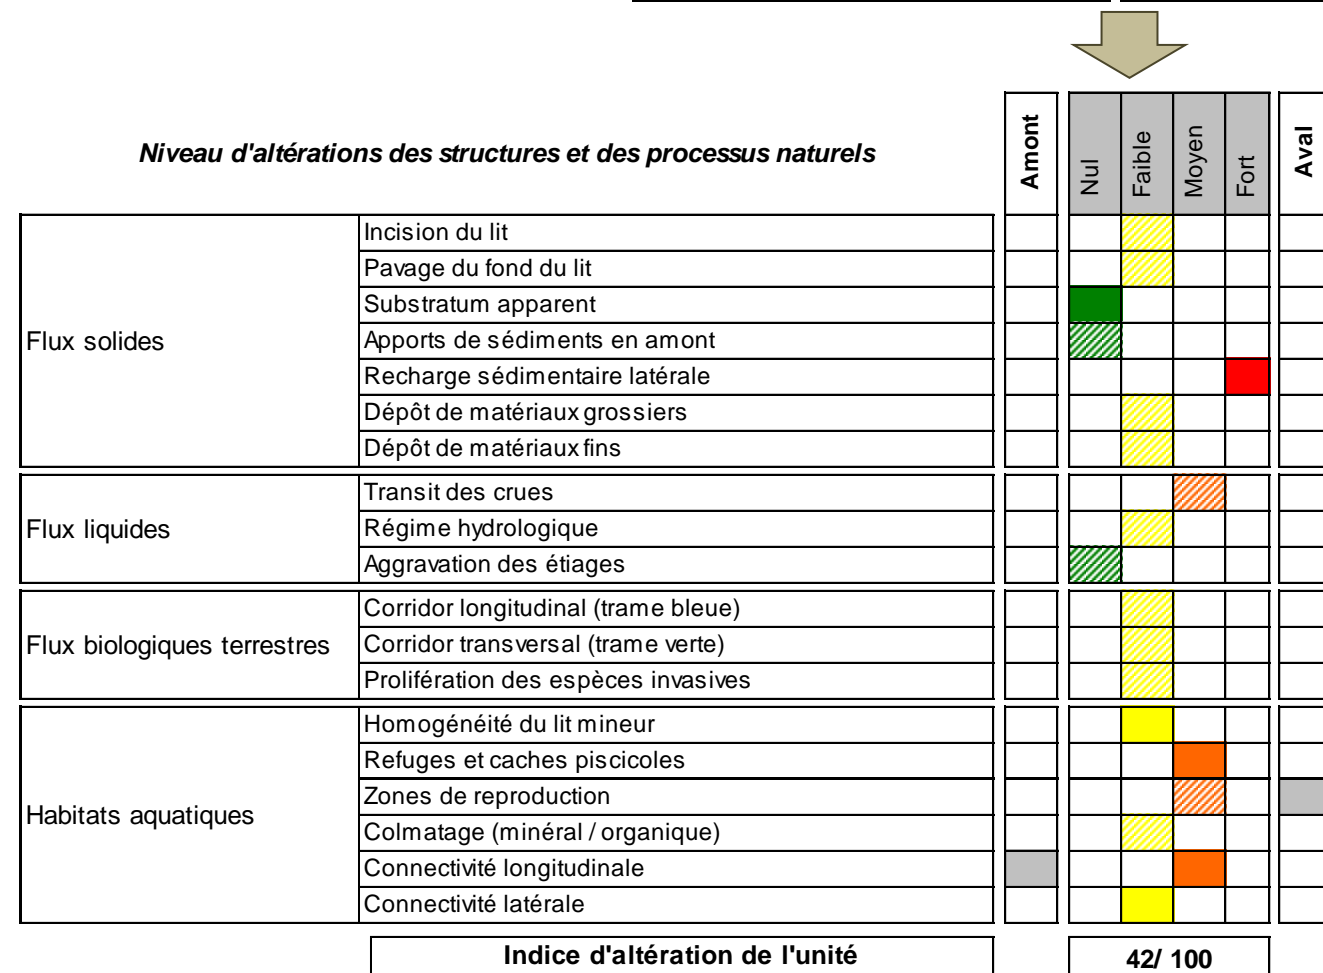 Niveau d'altérations des structures et des processus naturels
Amont
Nul
Faible
Moyen
Fort
Aval
Flux solides
Incision du lit
Pavage du fond du lit
Substratum apparent
Apports de sédiments en amont
Recharge sédimentaire latérale
Dépôt de matériaux grossiers
Dépôt de matériaux fins
Flux liquides
Transit des crues
Régime hydrologique
Aggravation des étiages
Flux biologiques terrestres
Corridor longitudinal (trame bleue)
Corridor transversal (trame verte)
Prolifération des espèces invasives
Habitats aquatiques
Homogénéité du lit mineur
Refuges et caches piscicoles
Zones de reproduction
Colmatage (minéral / organique)
Connectivité longitudinale
Connectivité latérale
Indice d'altération de l'unité
42/ 100